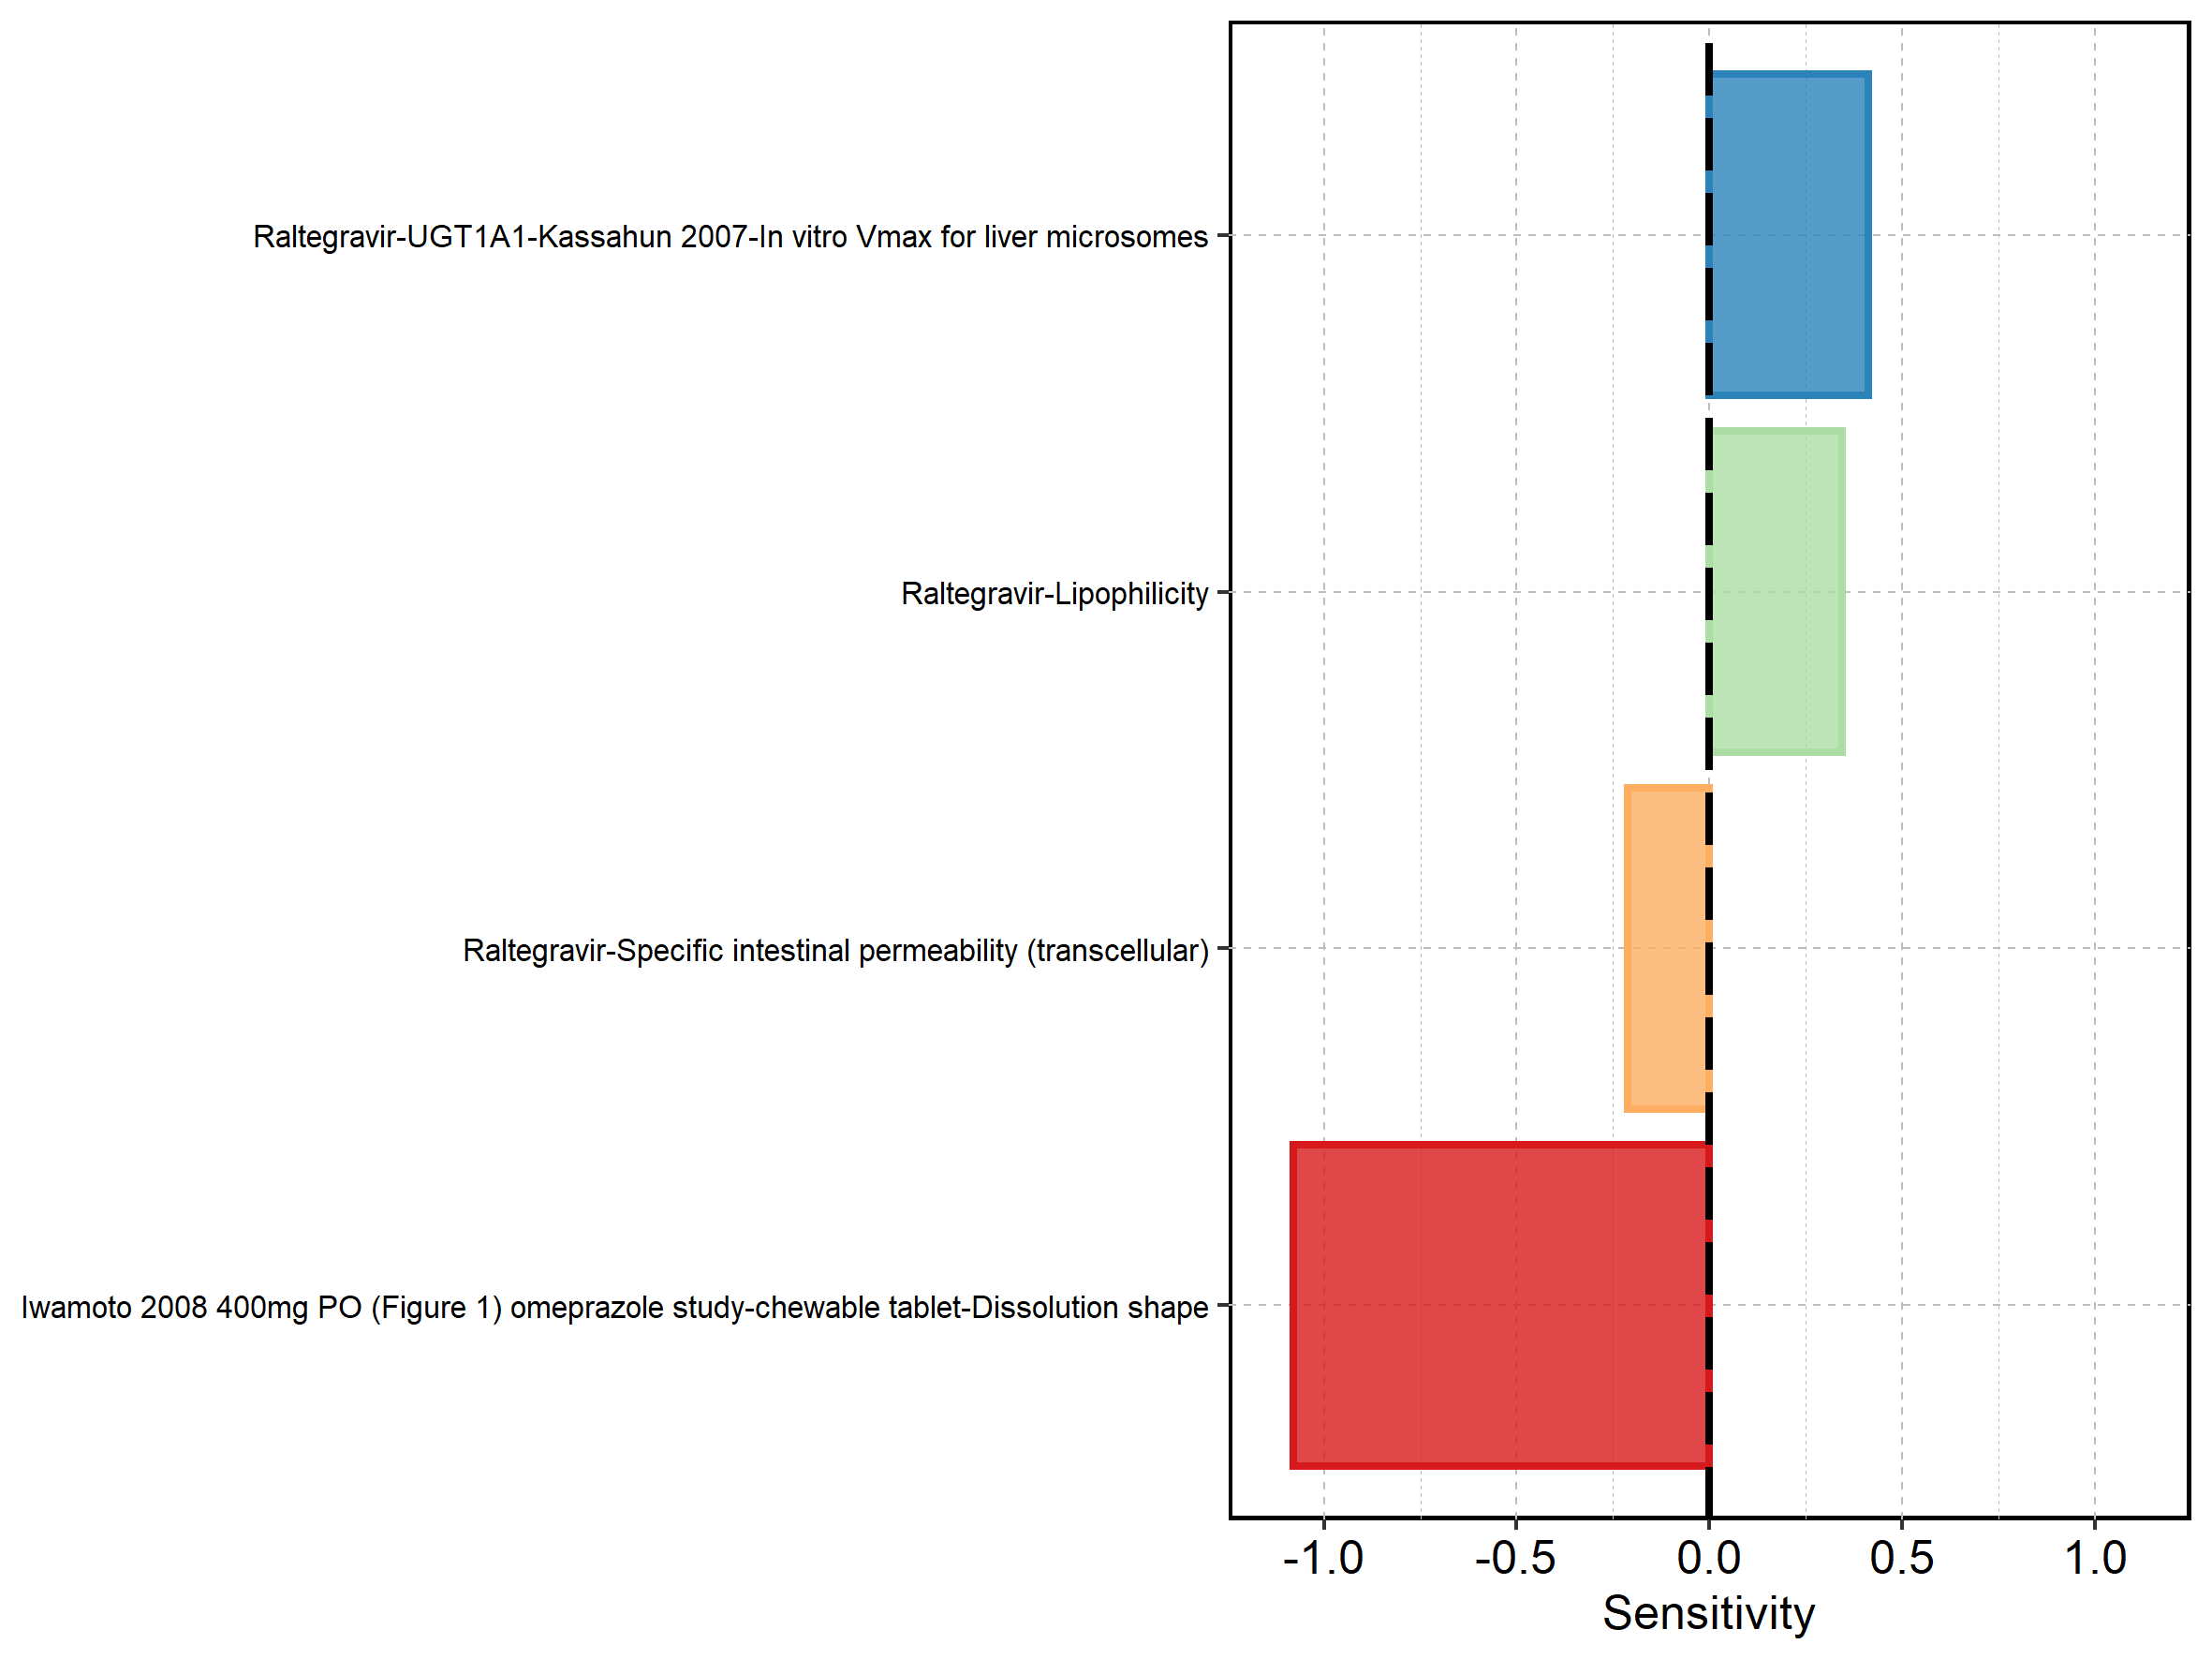 Raltegravir-UGT1A1-Kassahun 2007-In vitro Vmax for liver microsomes
Raltegravir-Lipophilicity
Raltegravir-Specific intestinal permeability (transcellular)
Iwamoto 2008 400mg PO (Figure 1) omeprazole study-chewable tablet-Dissolution shape
-1.0 -0.5 0.0 0.5 1.0
Sensitivity